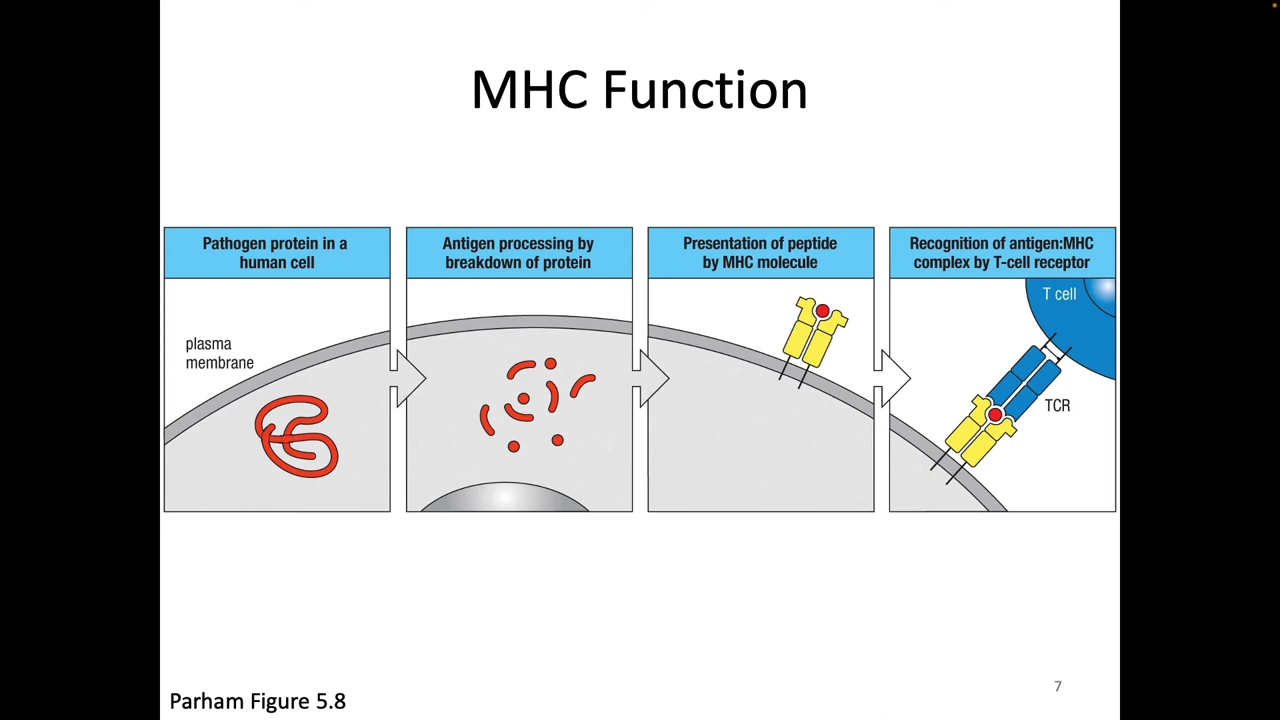 MHC Function
Pathogen protein in a
human cell
Antigen processing by
breakdown of protein
Presentation of peptide
by MHC molecule
Recognition of antigen:MHC
complex by T-cell receptor
plasma
membrane
T cell
TCR
7
Parham Figure 5.8